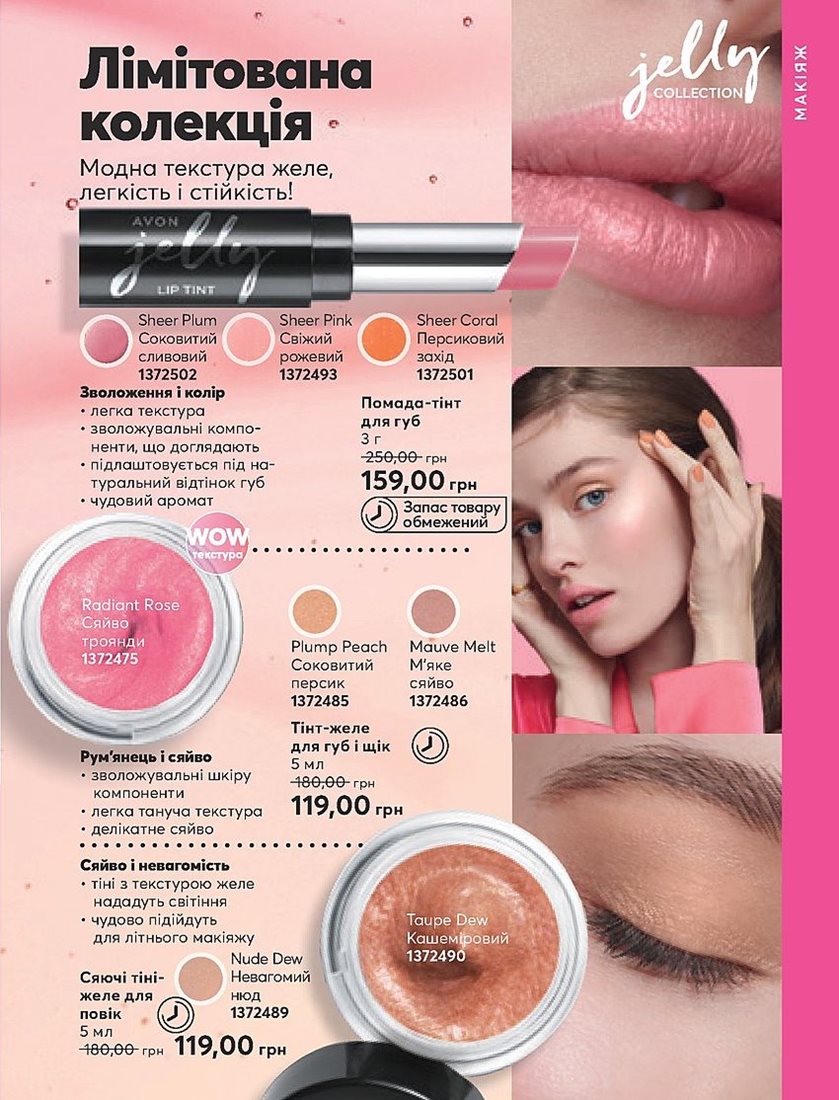 Лімітована
колекція
Модна текстура желе,
легкість і стійкість!
jelly
COLLECTION
МАКІЯЖ
AVON
jelly
LIP TINT
Sheer Plum
Соковитий
сливовий
1372502
Sheer Pink
Свіжий
рожевий
1372493
Sheer Coral
Персиковий
захід
1372501
Зволоження і колір
• легка текстура
• зволожувальні компо-
ненти, що доглядають
• підлаштовується під на-
туральний відтінок губ
• чудовий аромат
Помада-тінт
для губ
3 г
250,00 грн
159,00 грн
Запас товару
обмежений
WOW
текстура
Radiant Rose
Сяйво
троянди
1372475
Plump Peach
Соковитий
персик
1372485
Mauve Melt
М'яке
сяйво
1372486
Тінт-желе
для губ і щік
5 мл
180,00 грн
119,00 грн
Рум'янець і сяйво
• зволожувальні шкіру
компоненти
• легка тануча текстура
• делікатне сяйво
Сяйво і невагомість
• тіні з текстурою желе
нададуть світіння
• чудово підійдуть
для літнього макіяжу
Taupe Dew
Кашеміровий
1372490
Nude Dew
Невагомий
нюд
1372489
Сяючі тіні-
желе для
повік
5 мл
180,00 грн
119,00 грн